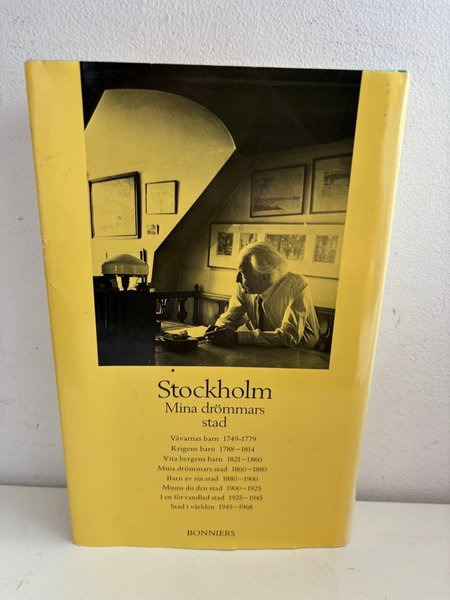 Stockholm
Mina drömmars
stad
Vävarnas barn 1749-1779
Krigens barn 1788-1814
Vita bergens barn 1821-1860
Mina drömmars stad 1860-1880
Barn av sin stad 1880-1900
Minns du den stad 1900-1925
I en förvandlad stad 1925-1945
Stad i världen 1945-1968
BONNIERS